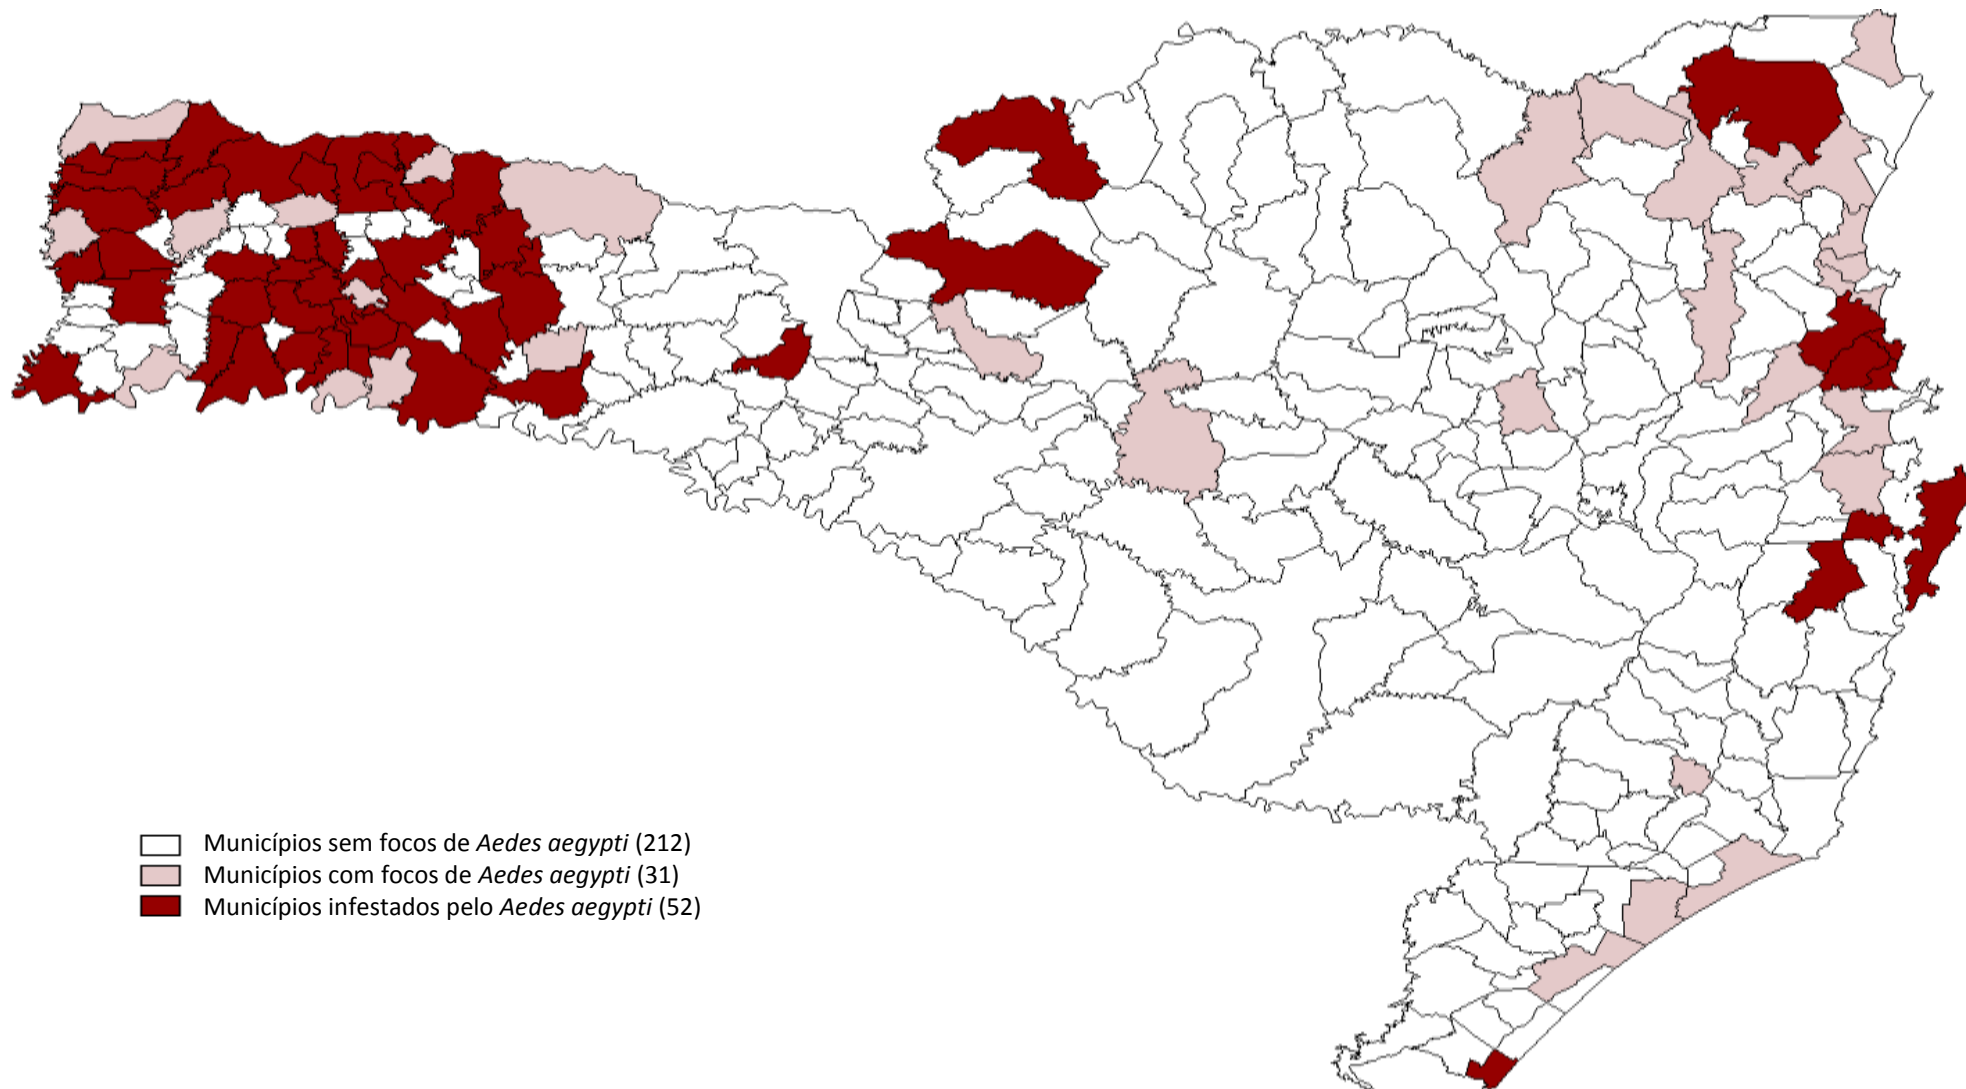 Municípios sem focos de Aedes aegypti (212)
Municípios com focos de Aedes aegypti (31)
Municípios infestados pelo Aedes aegypti (52)